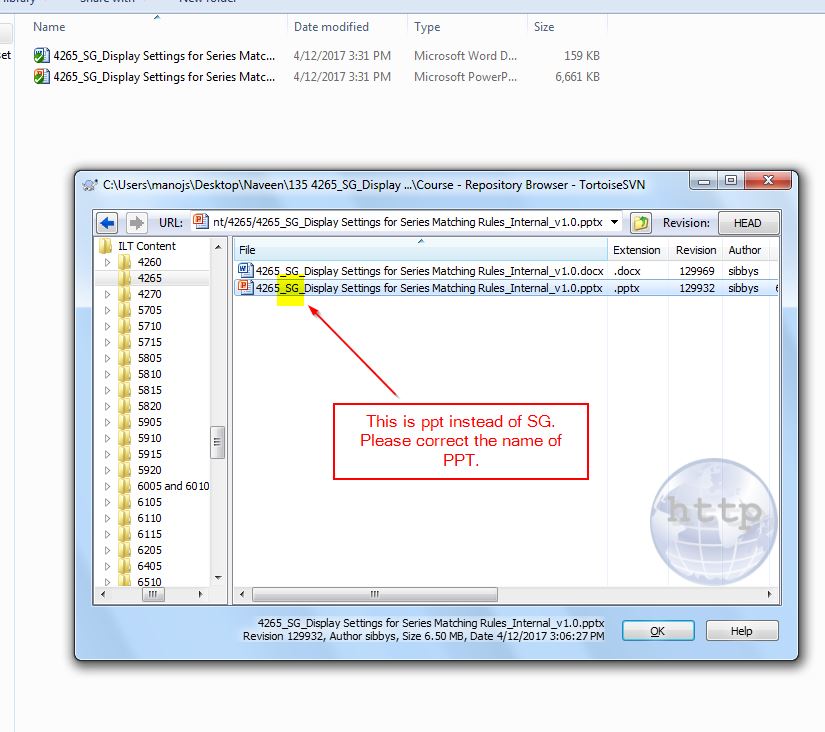 library
Share with
New folder
Name Date modified Type Size
set
4265_SG_Display Settings for Series Matc... 4/12/2017 3:31 PM Microsoft Word D... 159 KB
4265_SG_Display Settings for Series Matc... 4/12/2017 3:31 PM Microsoft PowerP... 6,661 KB
C:\Users\manojs\Desktop\Naveen\135 4265_SG_Display ...\Course - Repository Browser - TortoiseSVN
URL: nt/4265/4265_SG_Display Settings for Series Matching Rules_Internal_v1.0.pptx Revision: HEAD
ILT Content
4260
4265
4270
5705
5710
5715
5805
5810
5815
5820
5905
5910
5915
5920
6005 and 6010
6105
6110
6115
6205
6405
6510
File Extension Revision Author
4265_SG_Display Settings for Series Matching Rules_Internal_v1.0.docx .docx 129969 sibbys
4265_SG_Display Settings for Series Matching Rules_Internal_v1.0.pptx .pptx 129932 sibbys
This is ppt instead of SG.
Please correct the name of
PPT.
http
4265_SG_Display Settings for Series Matching Rules_Internal_v1.0.pptx
Revision 129932, Author sibbys, Size 6.50 MB, Date 4/12/2017 3:06:27 PM
OK Help